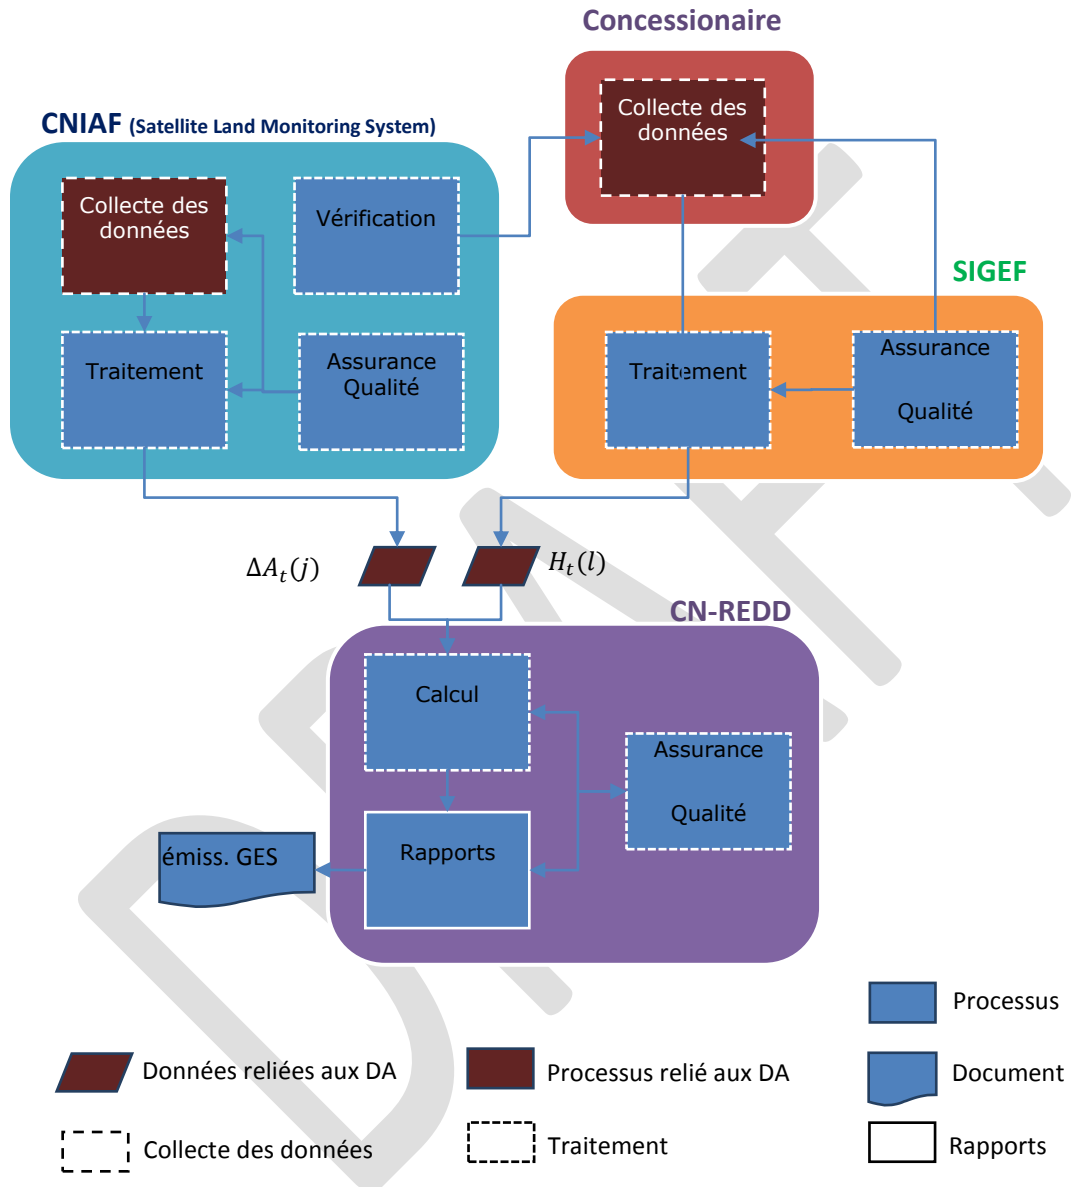 Concessionaire
Collecte des
données
CNIAF (Satellite Land Monitoring System)
Collecte des
données
Vérification
Traitement
Assurance
Qualité
SIGEF
Traitement
Assurance
Qualité
ΔA_t(j)
H_t(l)
CN-REDD
Calcul
Assurance
Qualité
Rapports
émiss. GES
Processus
Données reliées aux DA
Processus relié aux DA
Document
Collecte des données
Traitement
Rapports
DRAFT